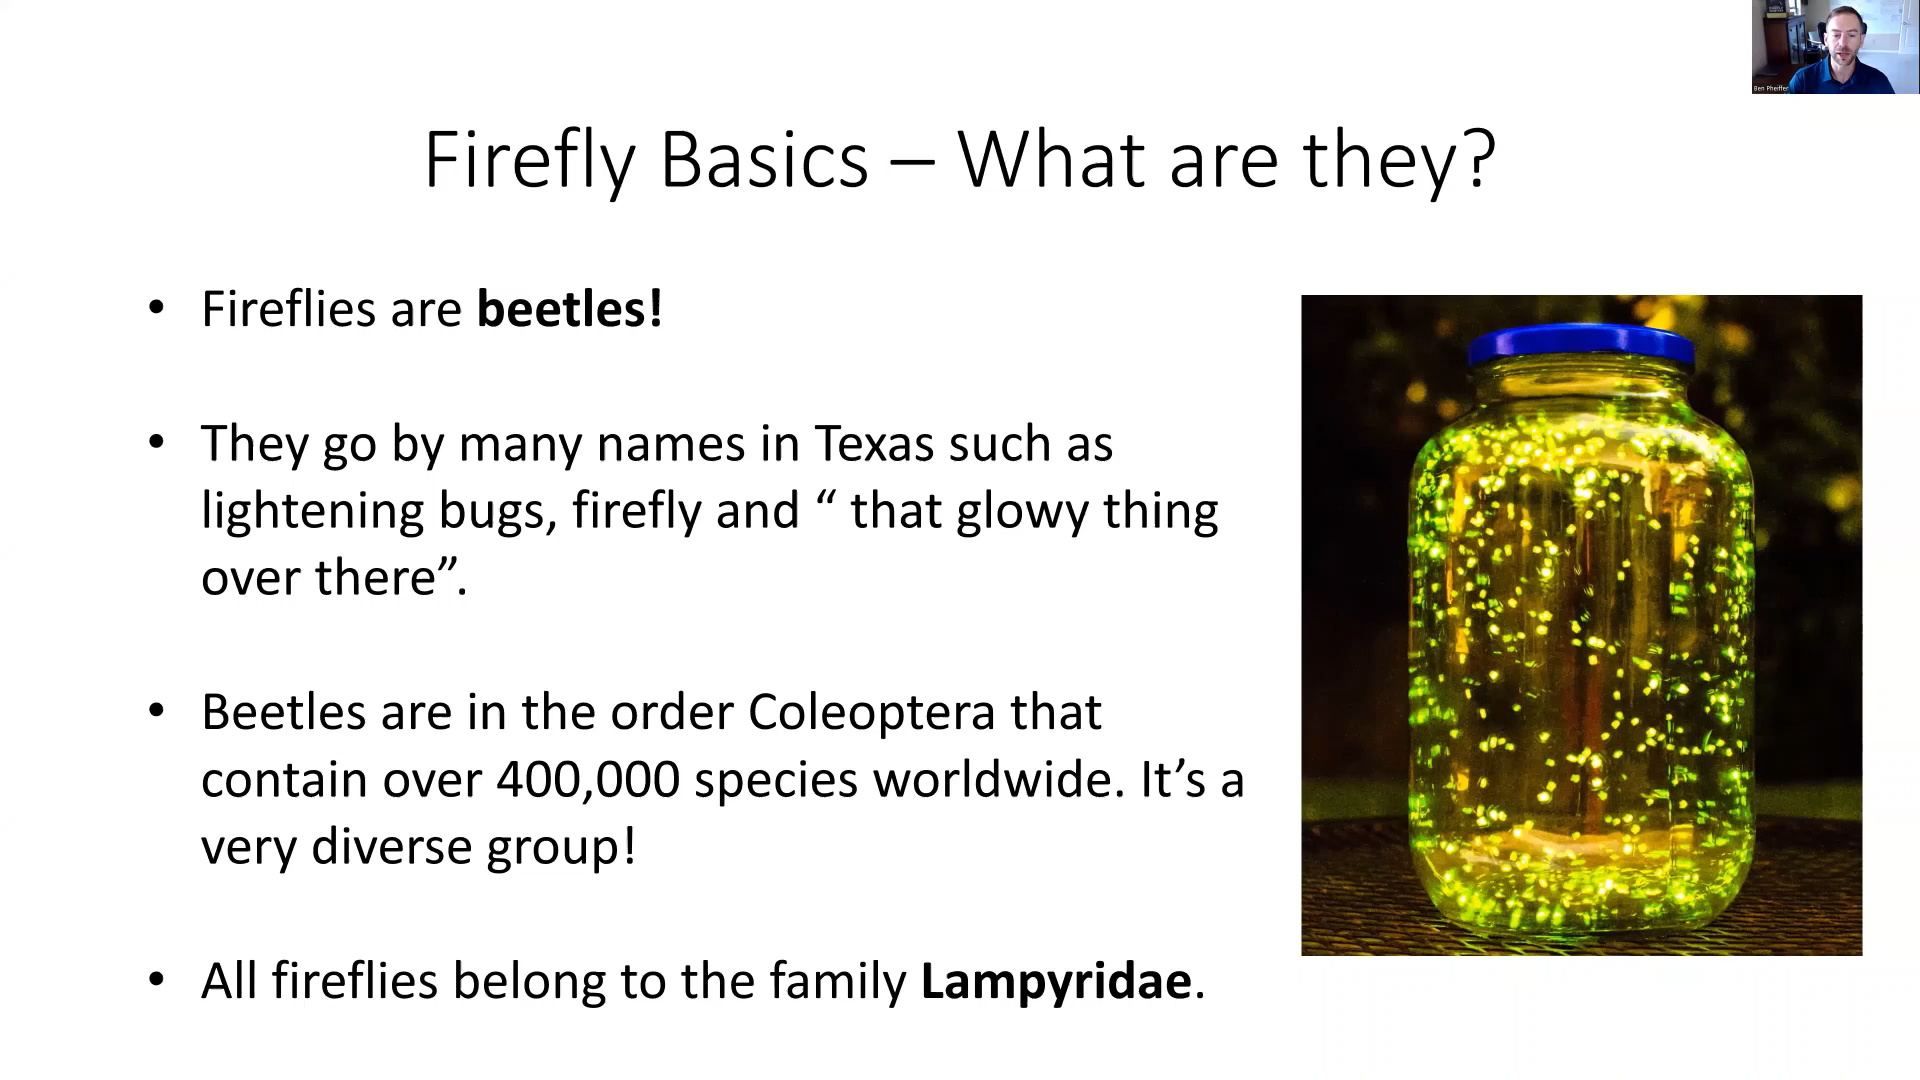 Ben Pheiffer
Firefly Basics – What are they?
• Fireflies are beetles!
• They go by many names in Texas such as
lightening bugs, firefly and “ that glowy thing
over there”.
• Beetles are in the order Coleoptera that
contain over 400,000 species worldwide. It’s a
very diverse group!
• All fireflies belong to the family Lampyridae.